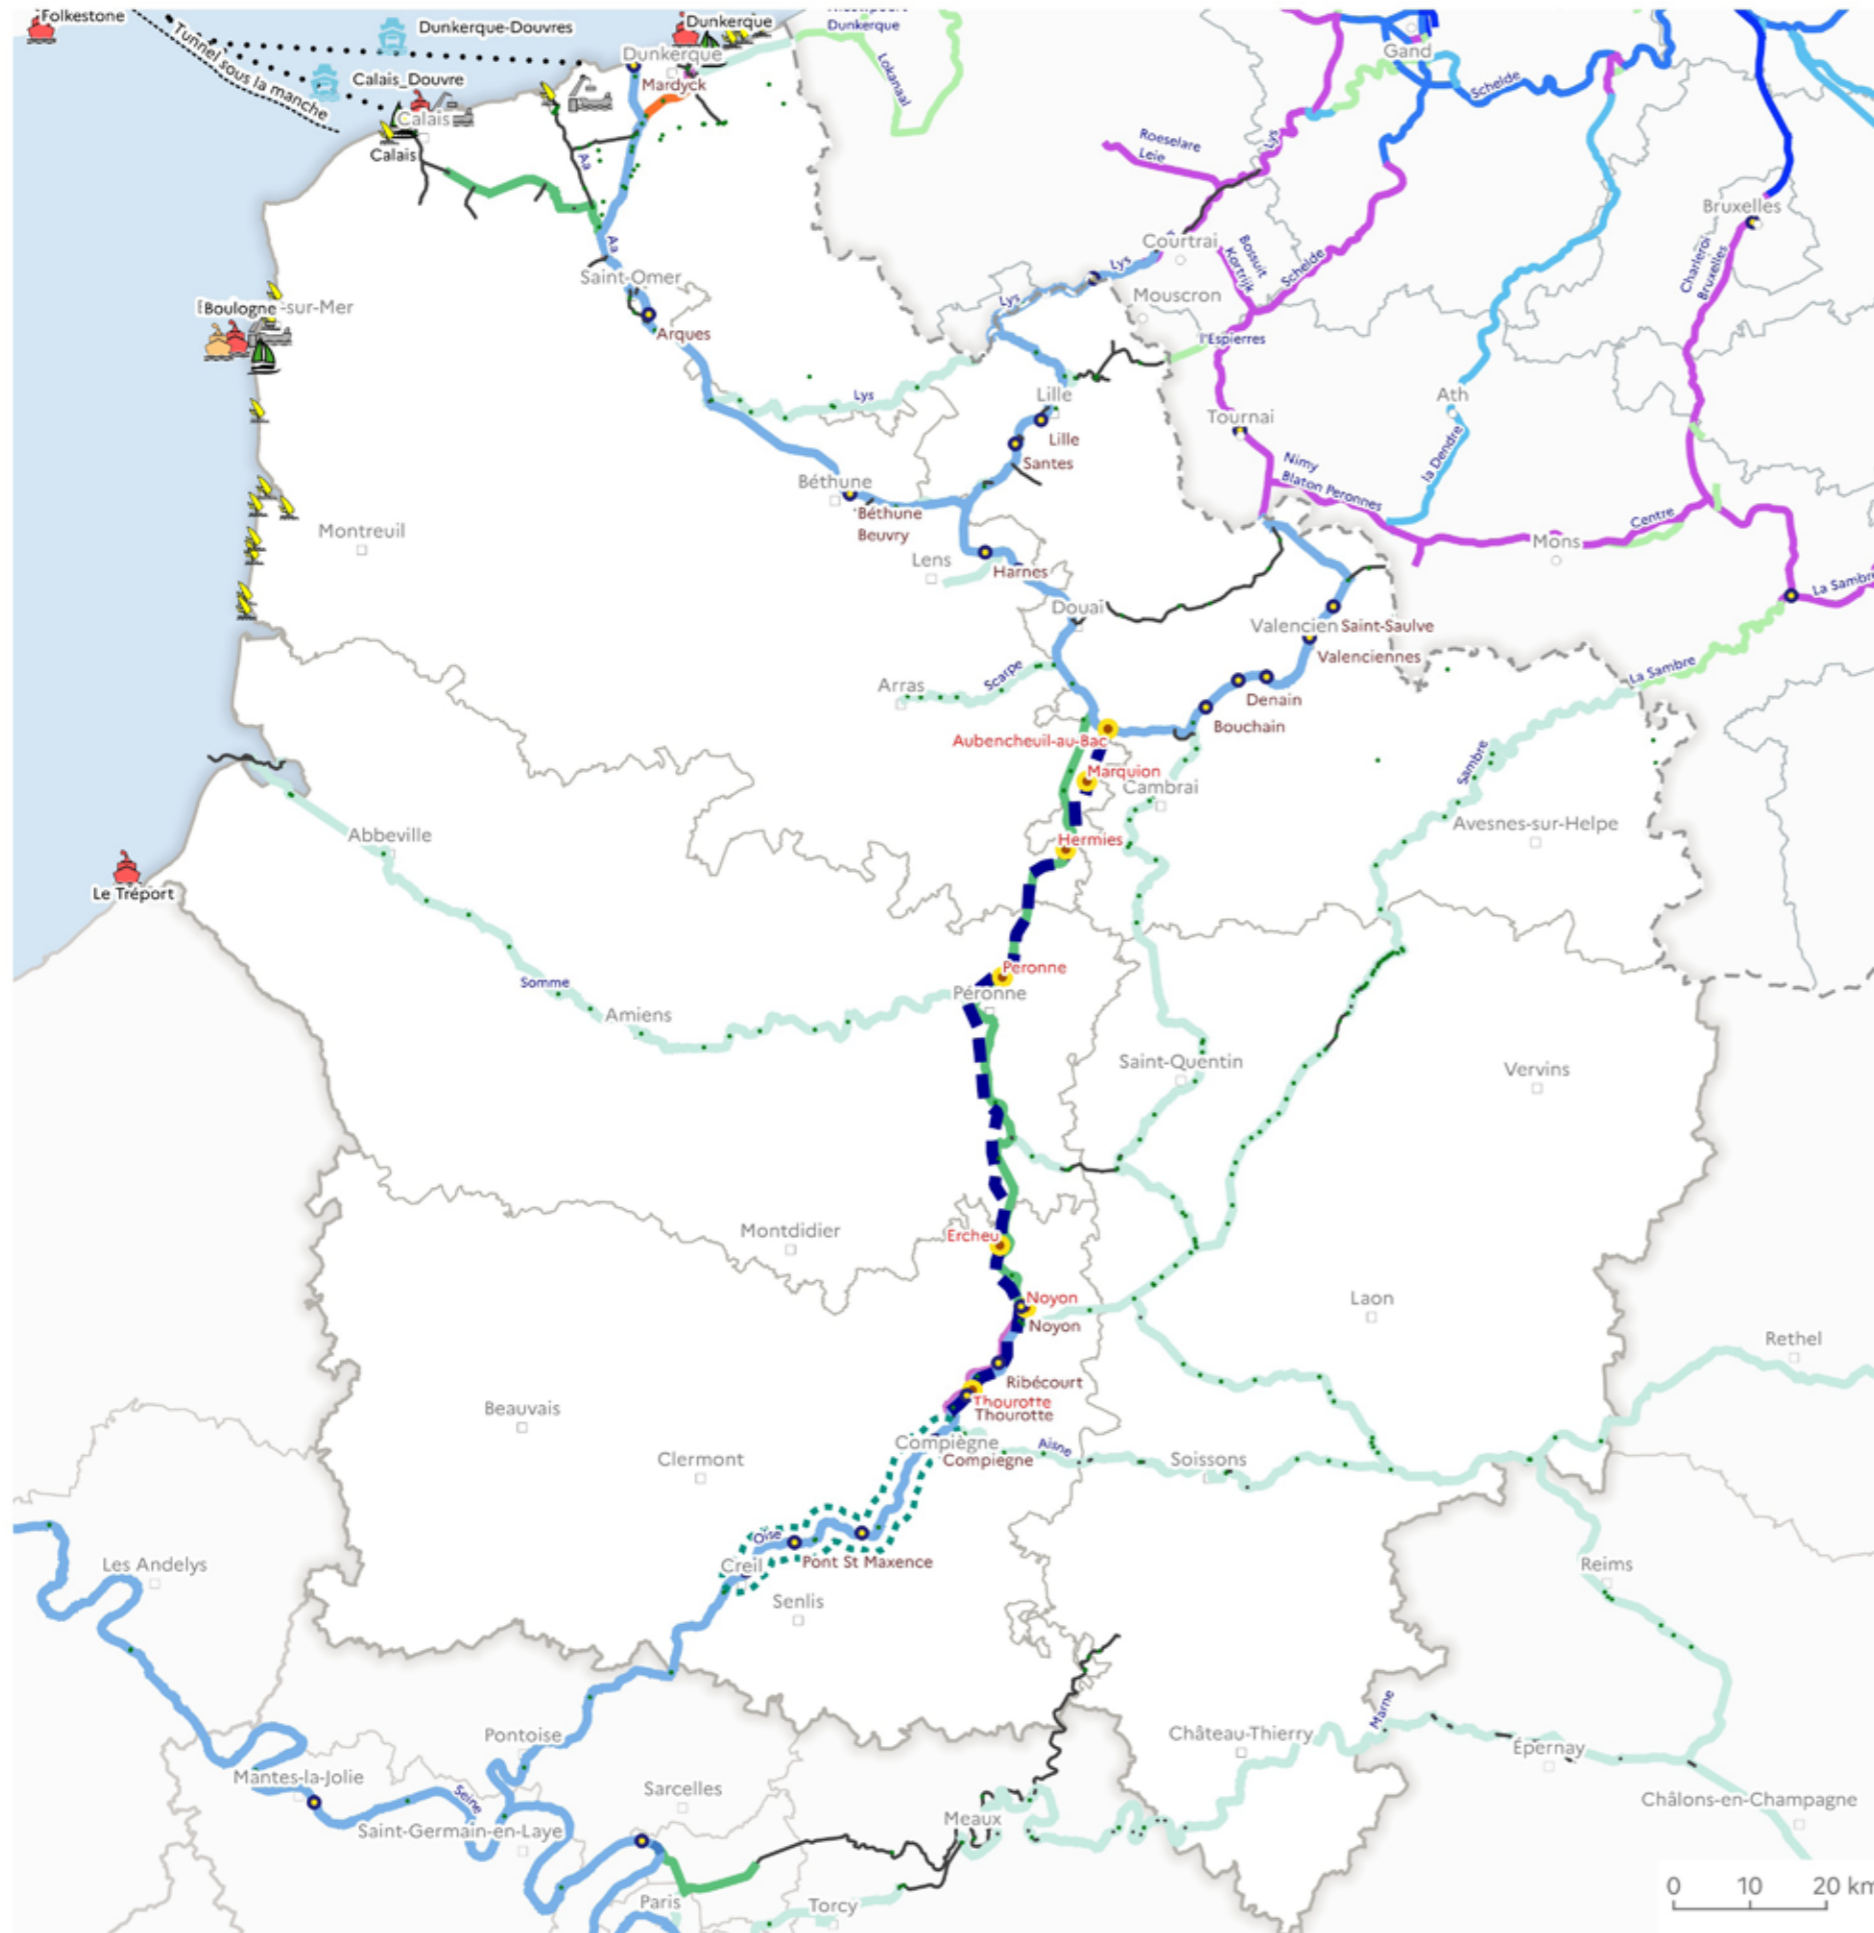 Folkestone
Tunnel sous la manche
Dunkerque-Douvres
Calais_Douvre
Calais
Calais
Dunkerque
Dunkerque
Mardyck
Dunkerque
Lokanaal
Gand
Schelde
Roeselare
Leie
Lys
Bruxelles
Charleroi
Bruxelles
Aa
Aa
Saint-Omer
Arques
Courtrai
Lys
Lys
Bossuit
Kortrijk
Schelde
Mouscron
l'Espierres
Boulogne
-sur-Mer
Lys
Lille
Lille
Santes
Tournai
Ath
la Dendre
Nimy
Blaton Peronnes
Centre
Mons
La Sambre
Béthune
Béthune
Beuvry
Montreuil
Lens
Harnes
Douai
Valencien
Saint-Saulve
Valenciennes
Denain
Bouchain
La Sambre
Arras
Scarpe
Aubencheuil-au-Bac
Marquion
Cambrai
Hermies
Sambre
Avesnes-sur-Helpe
Abbeville
Le Tréport
Somme
Amiens
Peronne
Péronne
Saint-Quentin
Vervins
Montdidier
Ercheu
Noyon
Noyon
Laon
Rethel
Ribécourt
Thourotte
Thourotte
Beauvais
Clermont
Compiègne
Compiegne
Aisne
Soissons
Oise
Pont St Maxence
Creil
Senlis
Les Andelys
Reims
Pontoise
Mantes-la-Jolie
Seine
Saint-Germain-en-Laye
Sarcelles
Meaux
Château-Thierry
Marne
Épernay
Châlons-en-Champagne
Paris
Torcy
0 10 20 km